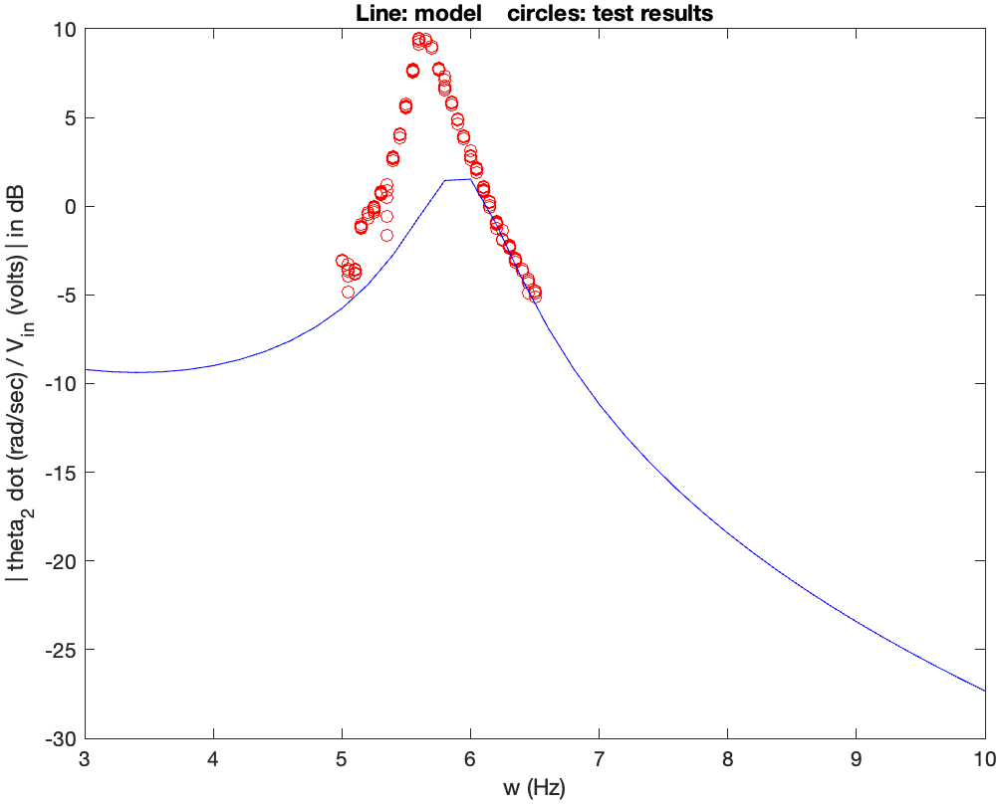 Line: model    circles: test results
| theta2 dot (rad/sec) / Vin (volts) | in dB
10
5
0
-5
-10
-15
-20
-25
-30
3 4 5 6 7 8 9 10
w (Hz)